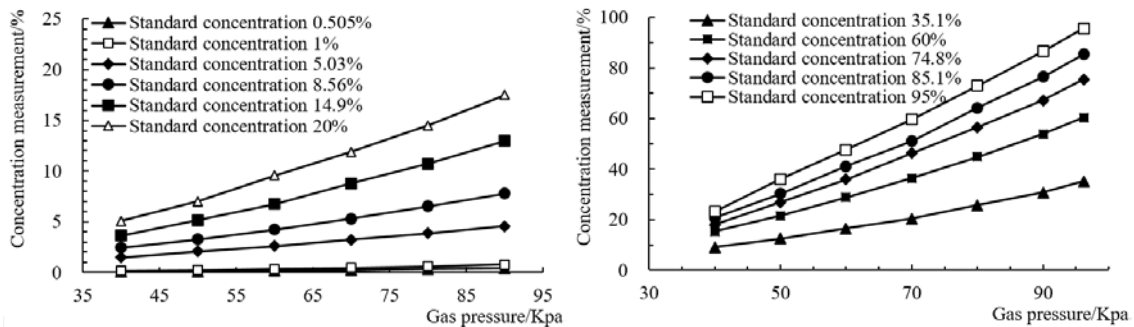 Concentration measurement/%
25
20
15
10
5
0
Standard concentration 0.505%
Standard concentration 1%
Standard concentration 5.03%
Standard concentration 8.56%
Standard concentration 14.9%
Standard concentration 20%
35 45 55 65 75 85 95
Gas pressure/Kpa
Concentration measurement/%
100
80
60
40
20
0
Standard concentration 35.1%
Standard concentration 60%
Standard concentration 74.8%
Standard concentration 85.1%
Standard concentration 95%
30 50 70 90
Gas pressure/Kpa